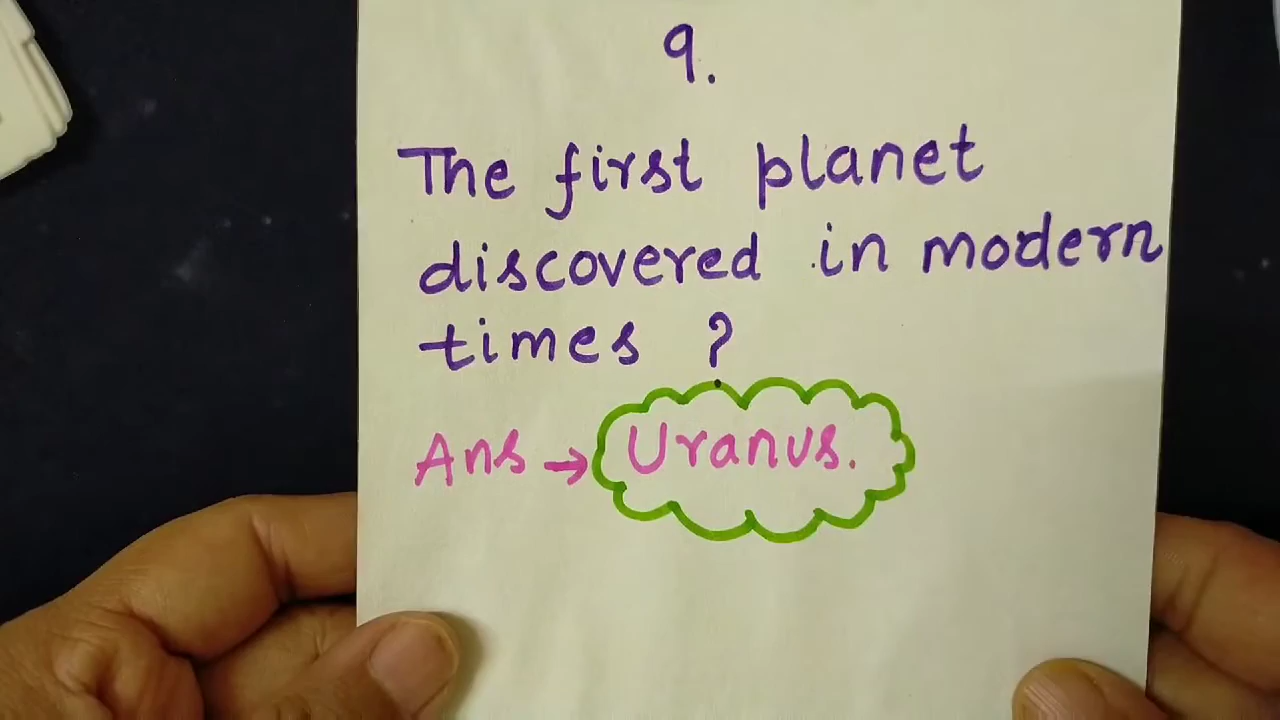 9.
The first planet
discovered in modern
times ?
Ans → Uranus.